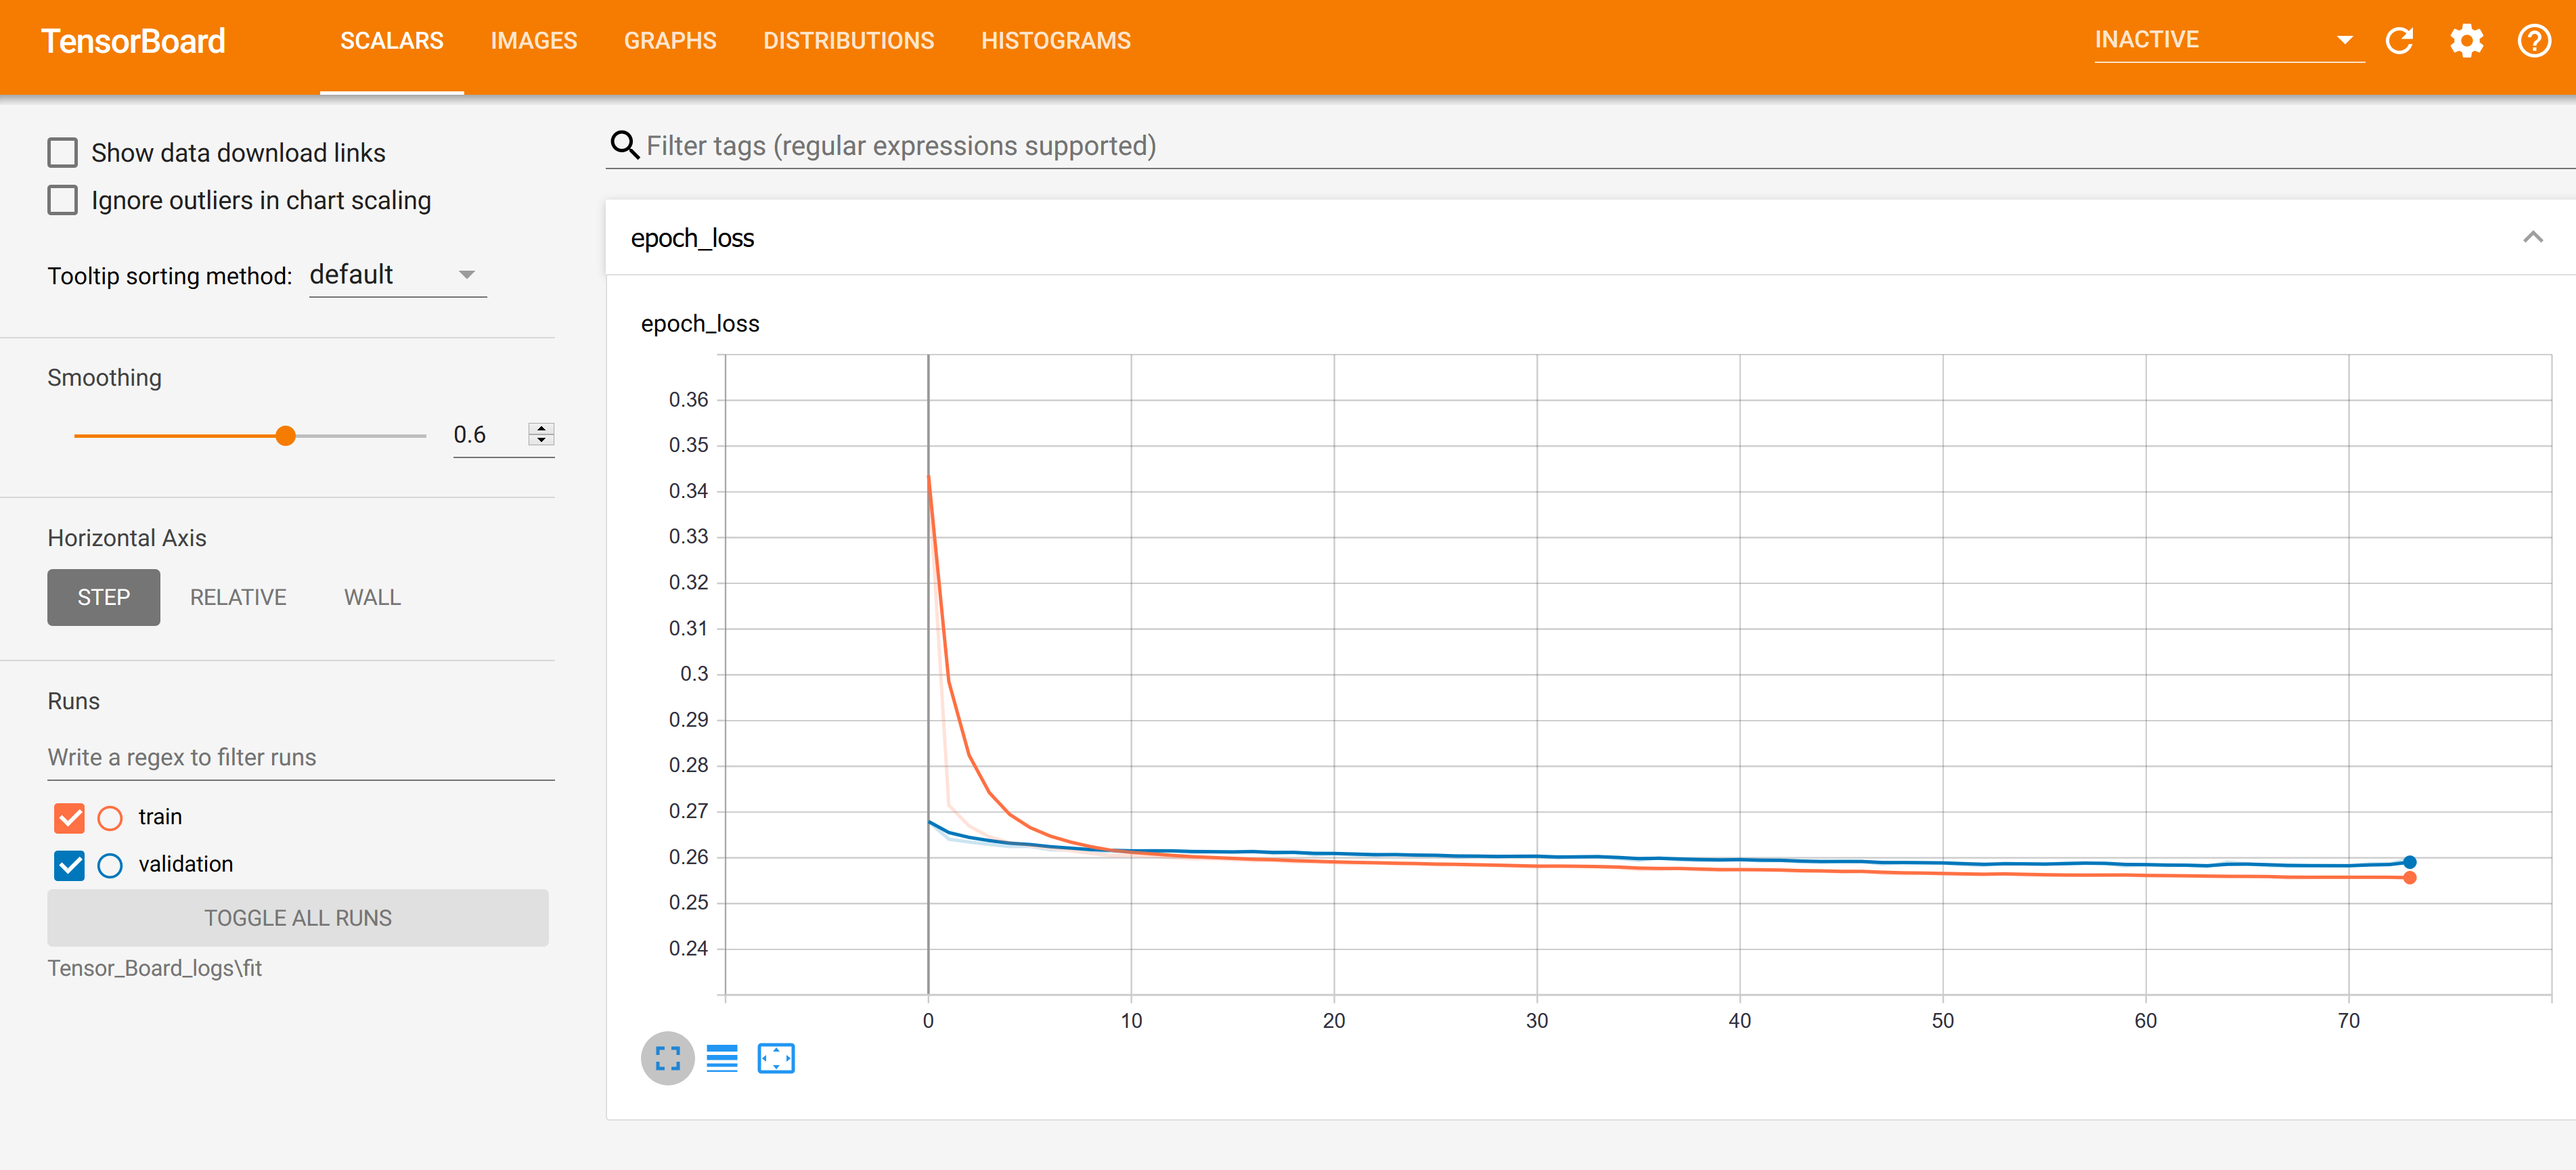 TensorBoard SCALARS IMAGES GRAPHS DISTRIBUTIONS HISTOGRAMS INACTIVE
Show data download links
Ignore outliers in chart scaling
Tooltip sorting method: default
Smoothing
0.6
Horizontal Axis
STEP RELATIVE WALL
Runs
Write a regex to filter runs
train
validation
TOGGLE ALL RUNS
Tensor_Board_logs\fit
Filter tags (regular expressions supported)
epoch_loss
epoch_loss
0.36
0.35
0.34
0.33
0.32
0.31
0.3
0.29
0.28
0.27
0.26
0.25
0.24
0 10 20 30 40 50 60 70